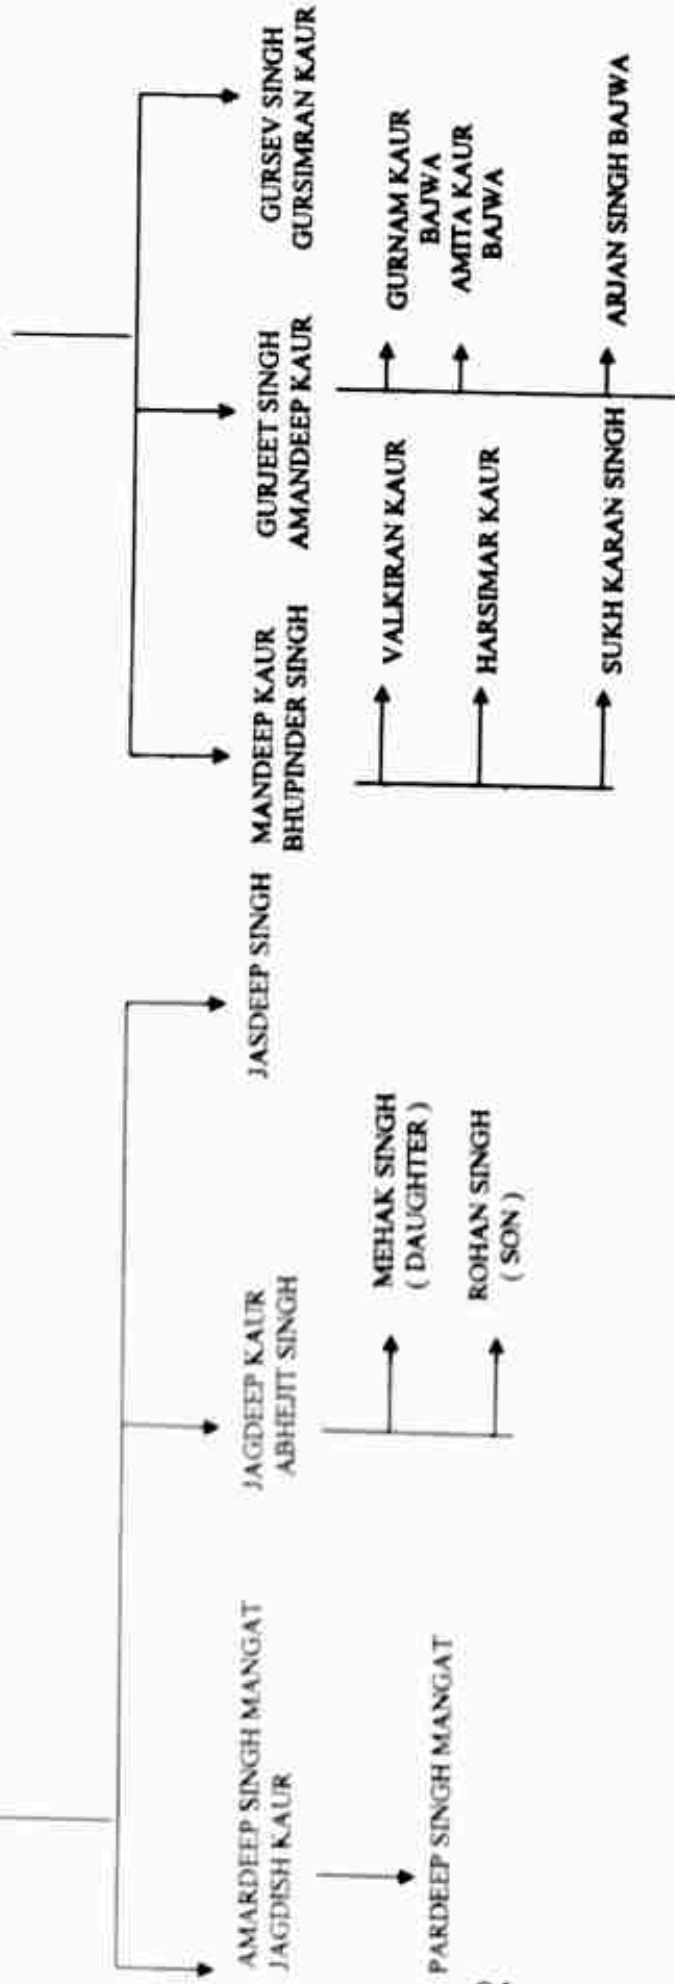 AMARDEEP SINGH MANGAT
JAGDISH KAUR
PARDEEP SINGH MANGAT
JAGDEEP KAUR
ABHEJIT SINGH
MEHAK SINGH
( DAUGHTER )
ROHAN SINGH
( SON )
JASDEEP SINGH
MANDEEP KAUR
BHUPINDER SINGH
VALKIRAN KAUR
HARSIMAR KAUR
SUKH KARAN SINGH
GURJEET SINGH
AMANDEEP KAUR
GURNAM KAUR
BAJWA
AMITA KAUR
BAJWA
ARJAN SINGH BAJWA
GURSEV SINGH
GURSIMRAN KAUR